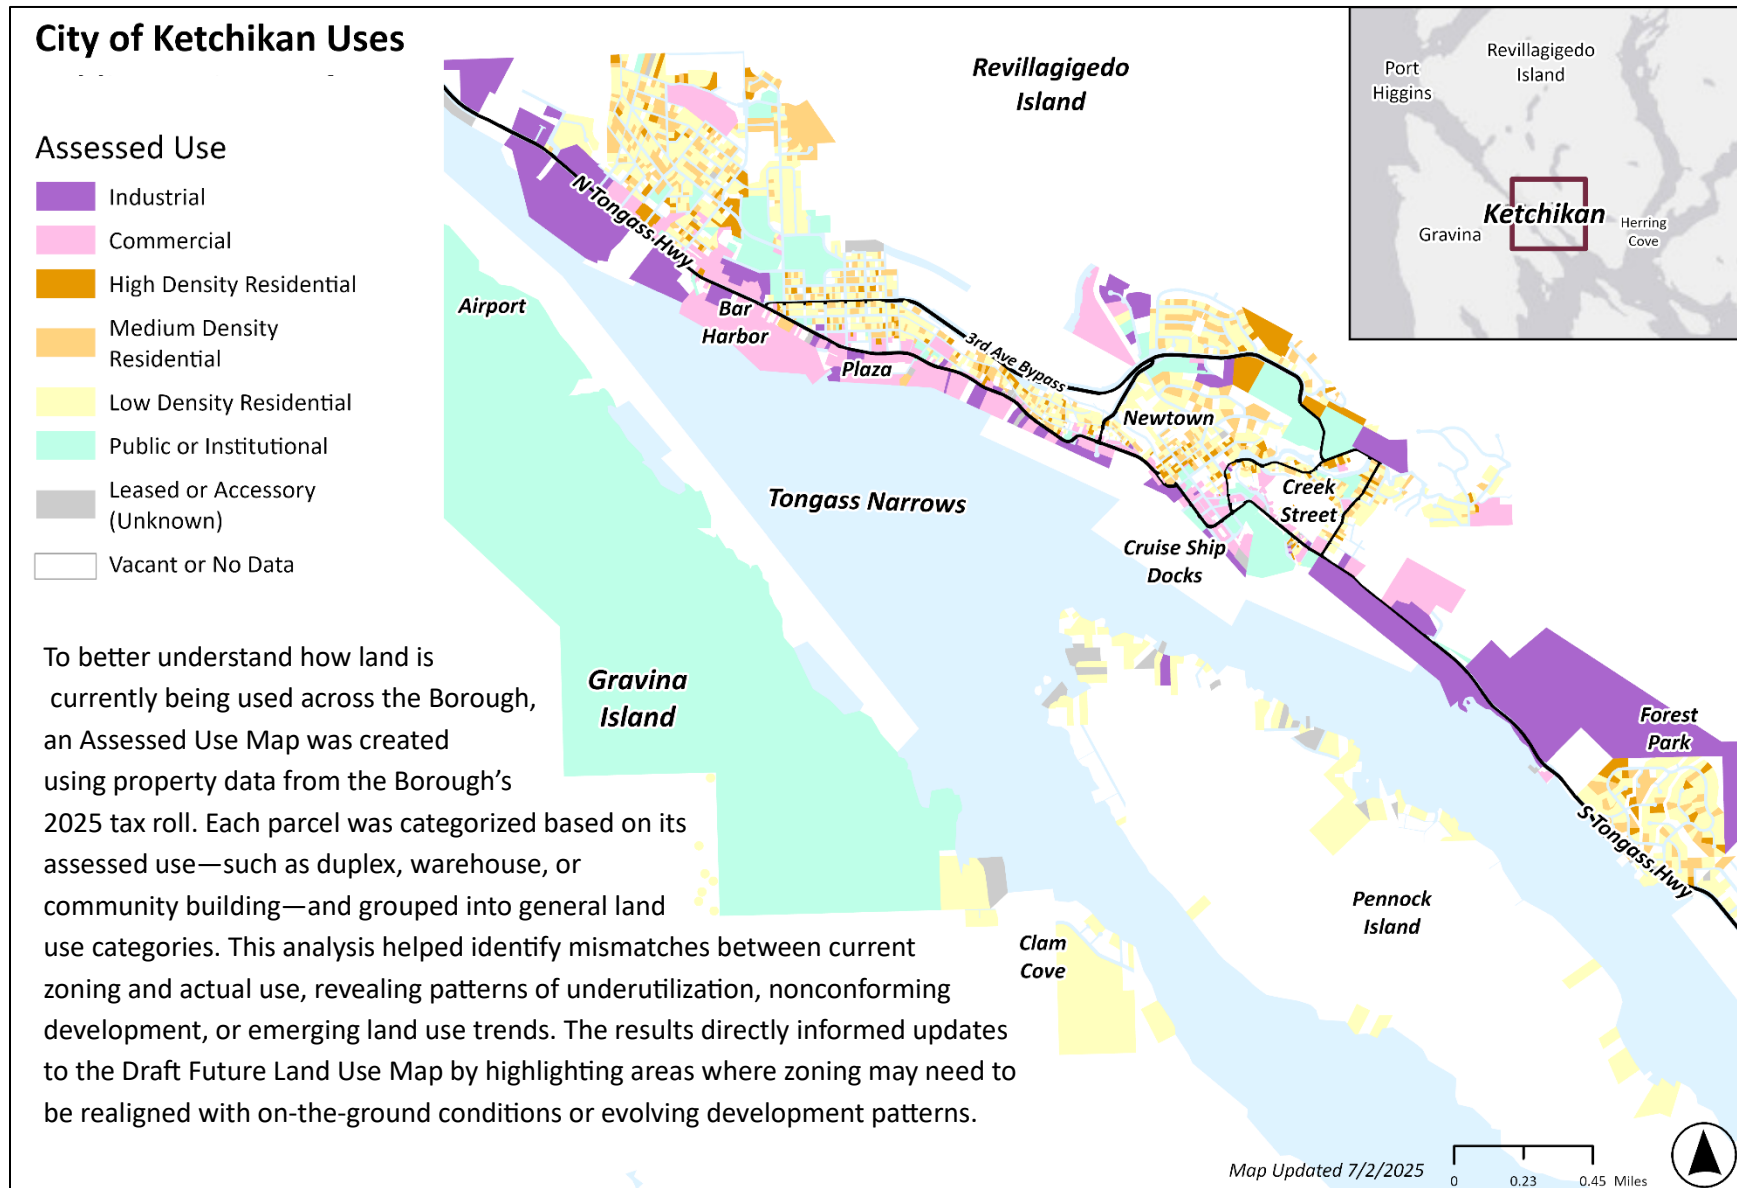 City of Ketchikan Uses
Assessed Use
Industrial
Commercial
High Density Residential
Medium Density
Residential
Low Density Residential
Public or Institutional
Leased or Accessory
(Unknown)
Vacant or No Data
To better understand how land is
currently being used across the Borough,
an Assessed Use Map was created
using property data from the Borough’s
2025 tax roll. Each parcel was categorized based on its
assessed use—such as duplex, warehouse, or
community building—and grouped into general land
use categories. This analysis helped identify mismatches between current
zoning and actual use, revealing patterns of underutilization, nonconforming
development, or emerging land use trends. The results directly informed updates
to the Draft Future Land Use Map by highlighting areas where zoning may need to
be realigned with on-the-ground conditions or evolving development patterns.
Revillagigedo
Island
N Tongass Hwy
Airport
Bar
Harbor
Plaza
3rd Ave Bypass
Newtown
Creek
Street
Tongass Narrows
Cruise Ship
Docks
Gravina
Island
Forest
Park
S Tongass Hwy
Pennock
Island
Clam
Cove
Port
Higgins
Revillagigedo
Island
Ketchikan
Gravina
Herring
Cove
Map Updated 7/2/2025
0 0.23 0.45 Miles